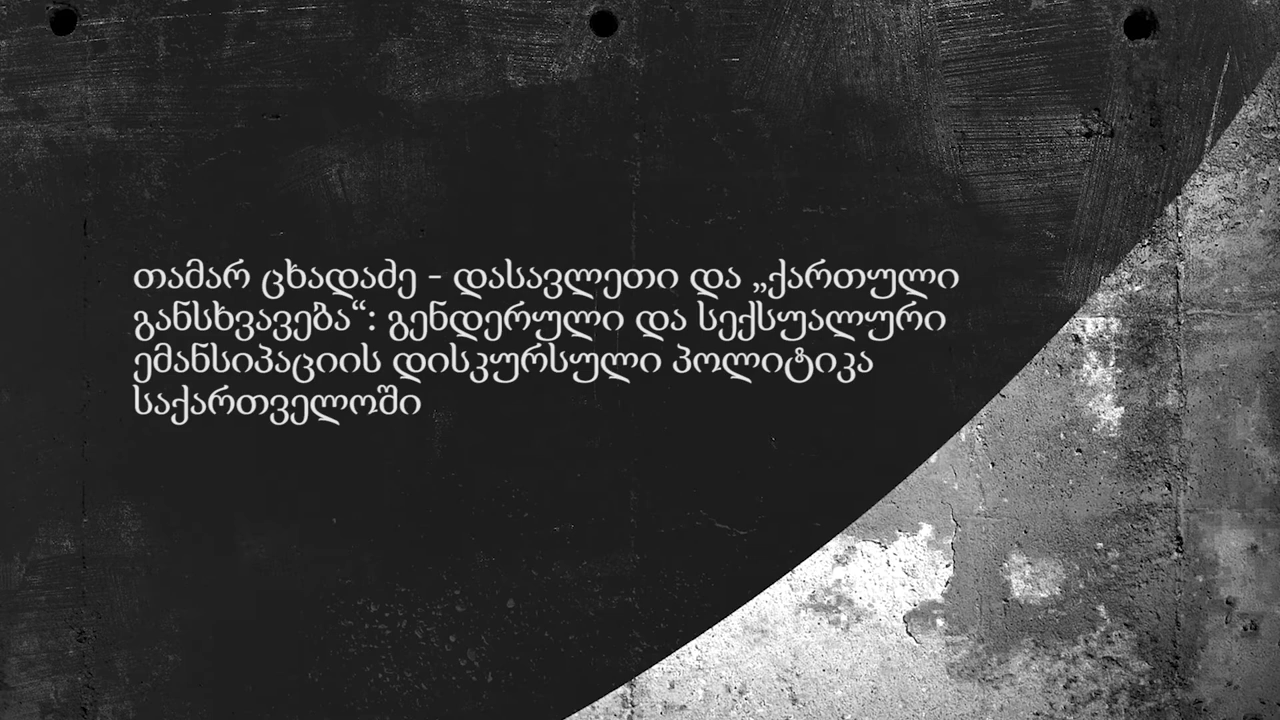 თამარ ცხადაძე - დასავლეთი და „ქართული
განსხვავება“: გენდერული და სექსუალური
ემანსიპაციის დისკურსული პოლიტიკა
საქართველოში